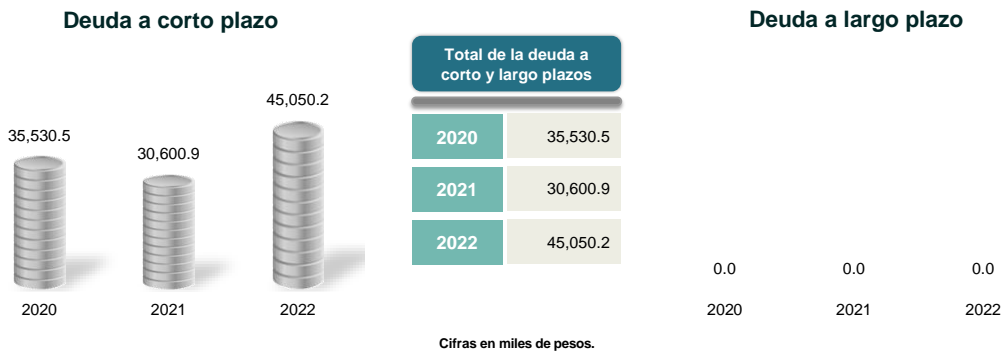 Deuda a corto plazo
35,530.5
30,600.9
45,050.2
2020
2021
2022
Total de la deuda a
corto y largo plazos
2020 35,530.5
2021 30,600.9
2022 45,050.2
Deuda a largo plazo
0.0 0.0 0.0
2020 2021 2022
Cifras en miles de pesos.